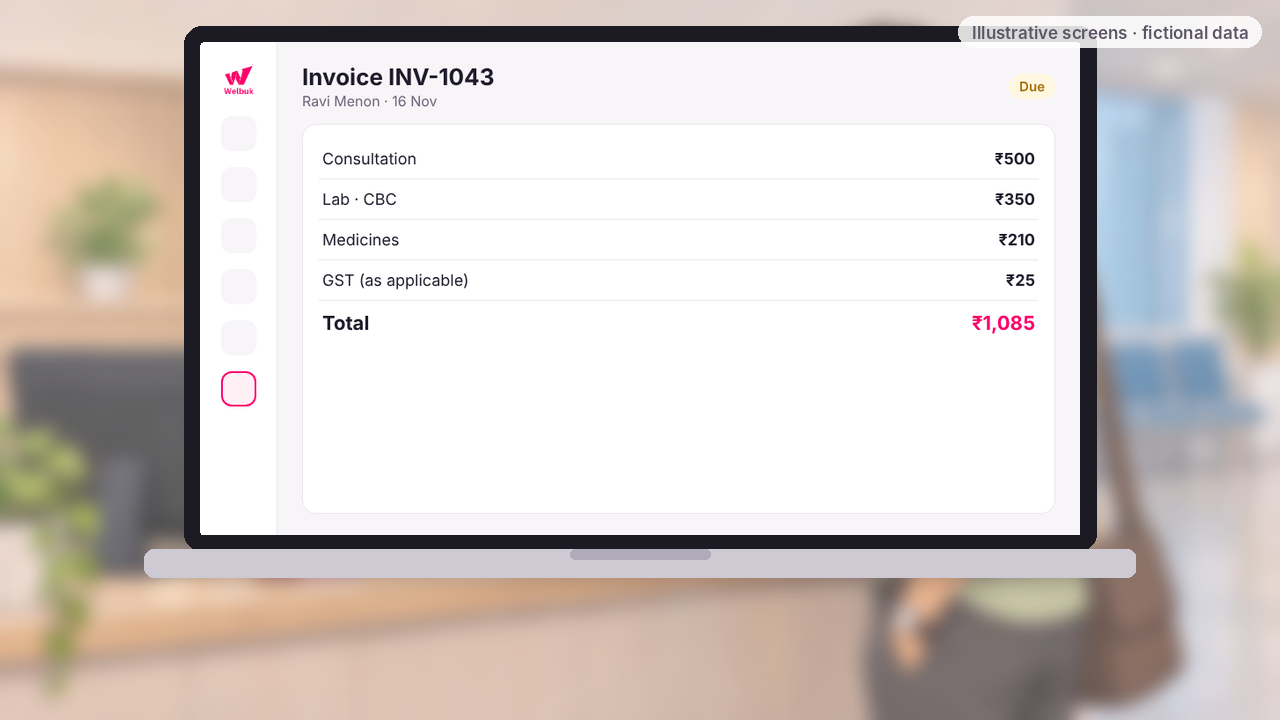 Illustrative screens · fictional data
Welbuk
Invoice INV-1043
Ravi Menon · 16 Nov
Due
Consultation ₹500
Lab · CBC ₹350
Medicines ₹210
GST (as applicable) ₹25
Total ₹1,085